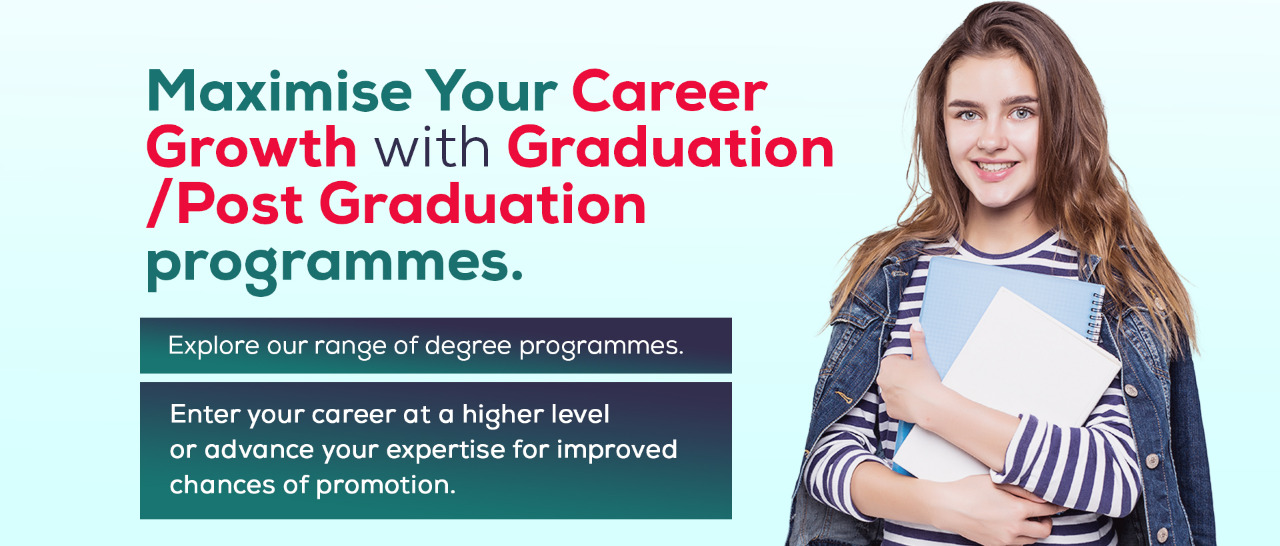 Maximise Your Career
Growth with Graduation
/Post Graduation
programmes.
Explore our range of degree programmes.
Enter your career at a higher level
or advance your expertise for improved
chances of promotion.